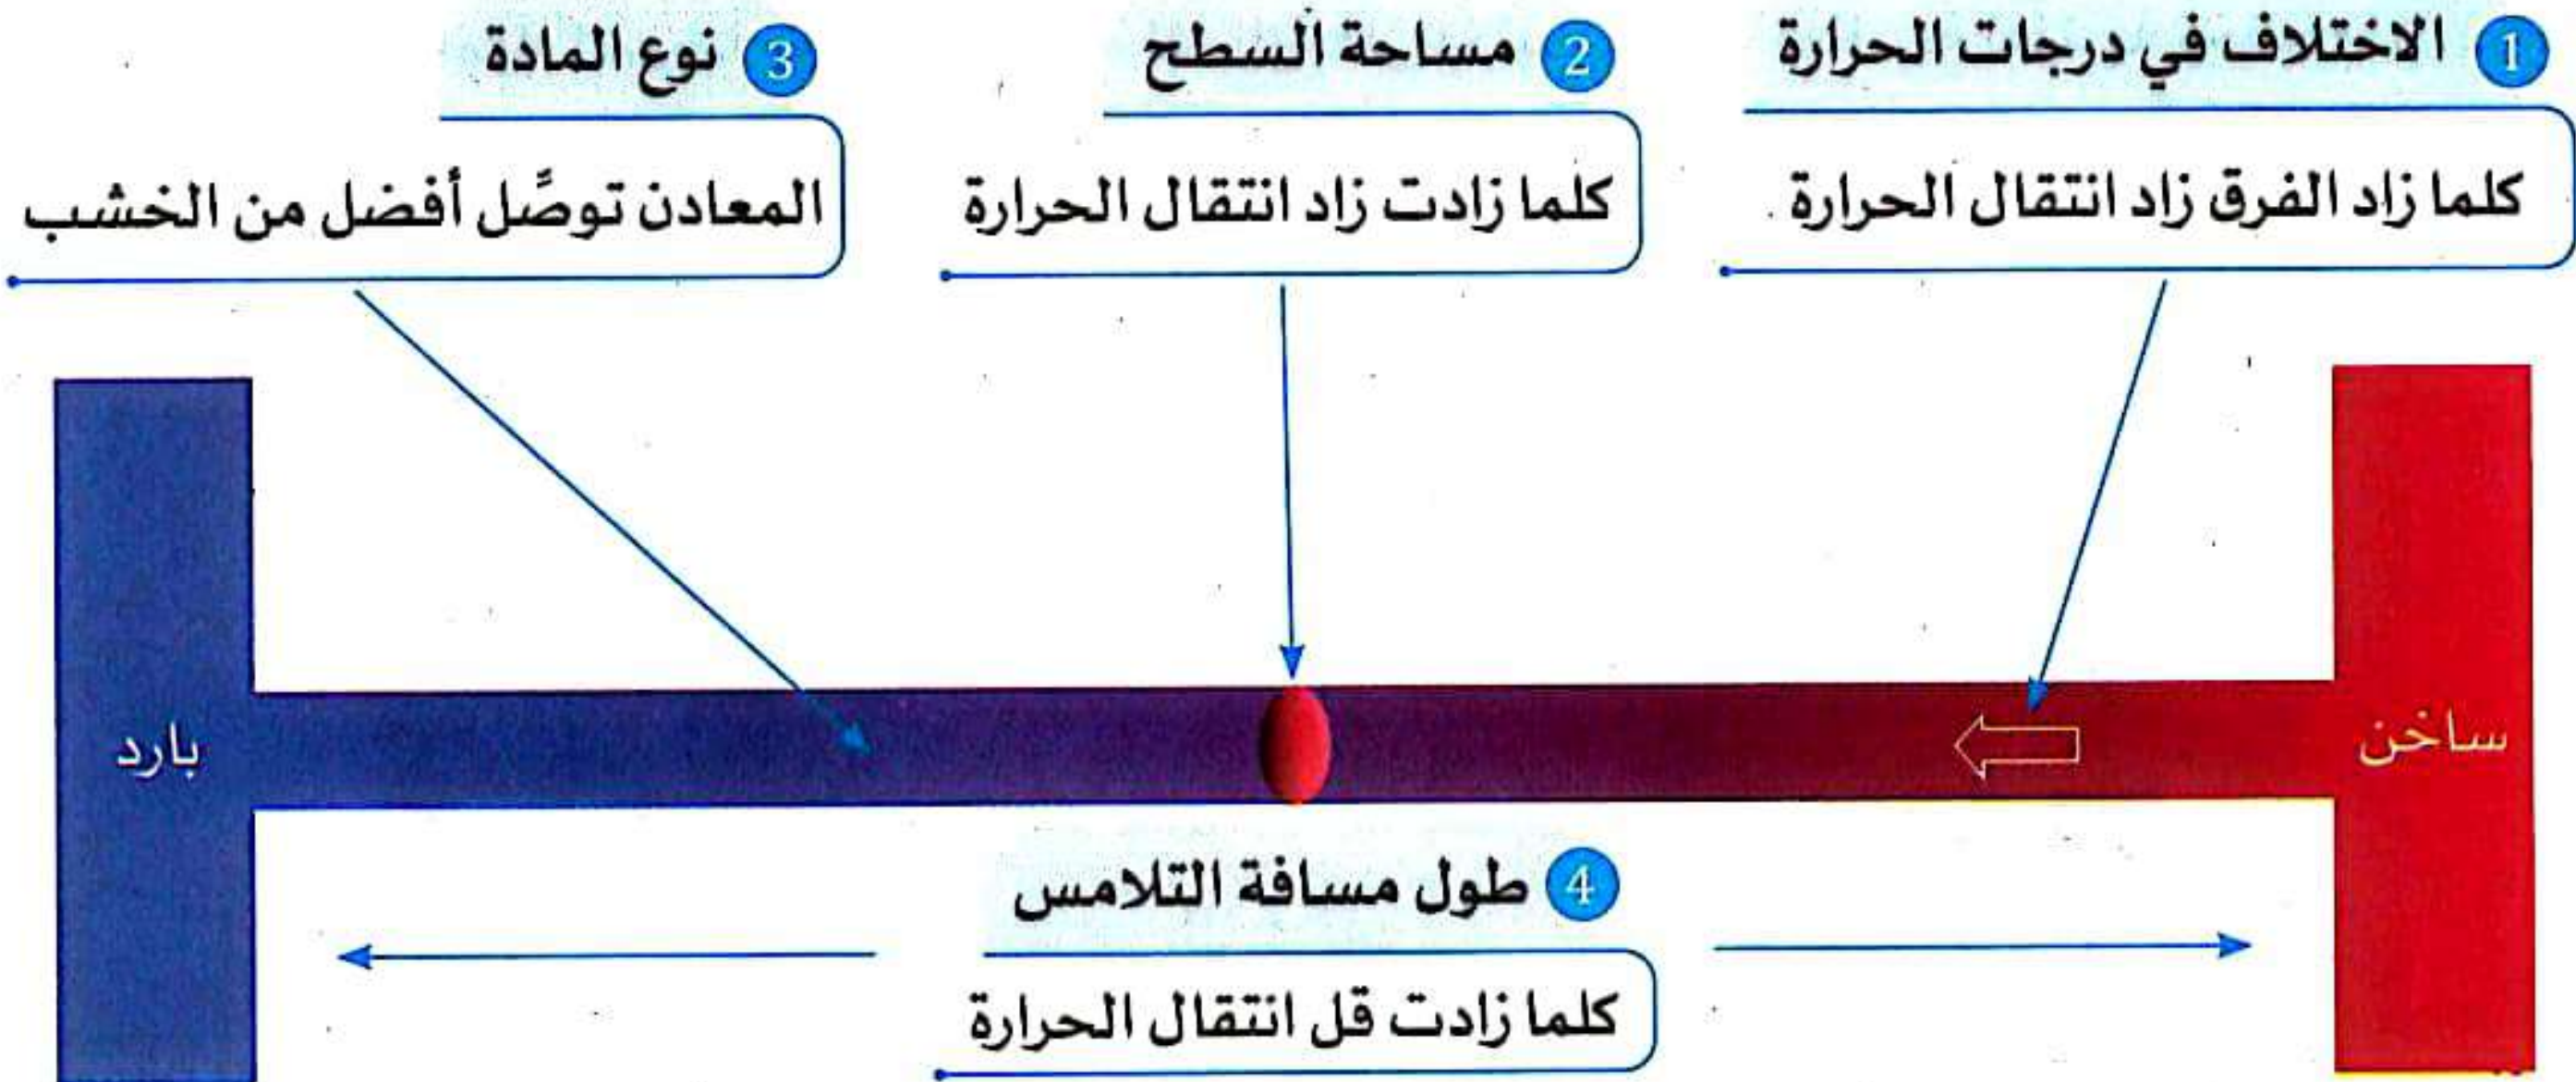 1 الاختلاف في درجات الحرارة
كلما زاد الفرق زاد انتقال الحرارة .
2 مساحة السطح
كلما زادت زاد انتقال الحرارة
3 نوع المادة
المعادن توصِّل أفضل من الخشب
ساخن
بارد
4 طول مسافة التلامس
كلما زادت قل انتقال الحرارة